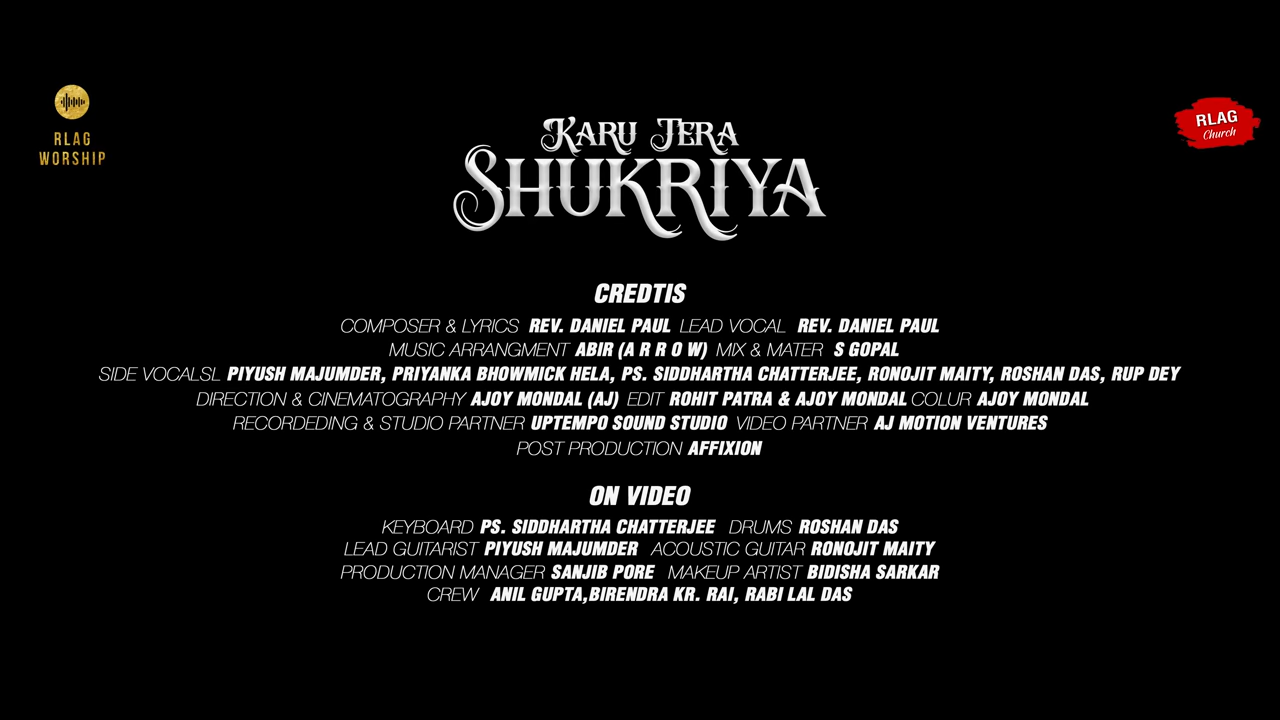 RLAG
WORSHIP
RLAG
Church
KARU TERA
SHUKRIYA
CREDTIS
COMPOSER & LYRICS REV. DANIEL PAUL LEAD VOCAL REV. DANIEL PAUL
MUSIC ARRANGMENT ABIR (A R R O W) MIX & MATER S GOPAL
SIDE VOCALSL PIYUSH MAJUMDER, PRIYANKA BHOWMICK HELA, PS. SIDDHARTHA CHATTERJEE, RONOJIT MAITY, ROSHAN DAS, RUP DEY
DIRECTION & CINEMATOGRAPHY AJOY MONDAL (AJ) EDIT ROHIT PATRA & AJOY MONDAL COLUR AJOY MONDAL
RECORDEDING & STUDIO PARTNER UPTEMPO SOUND STUDIO VIDEO PARTNER AJ MOTION VENTURES
POST PRODUCTION AFFIXION
ON VIDEO
KEYBOARD PS. SIDDHARTHA CHATTERJEE DRUMS ROSHAN DAS
LEAD GUITARIST PIYUSH MAJUMDER ACOUSTIC GUITAR RONOJIT MAITY
PRODUCTION MANAGER SANJIB PORE MAKEUP ARTIST BIDISHA SARKAR
CREW ANIL GUPTA,BIRENDRA KR. RAI, RABI LAL DAS